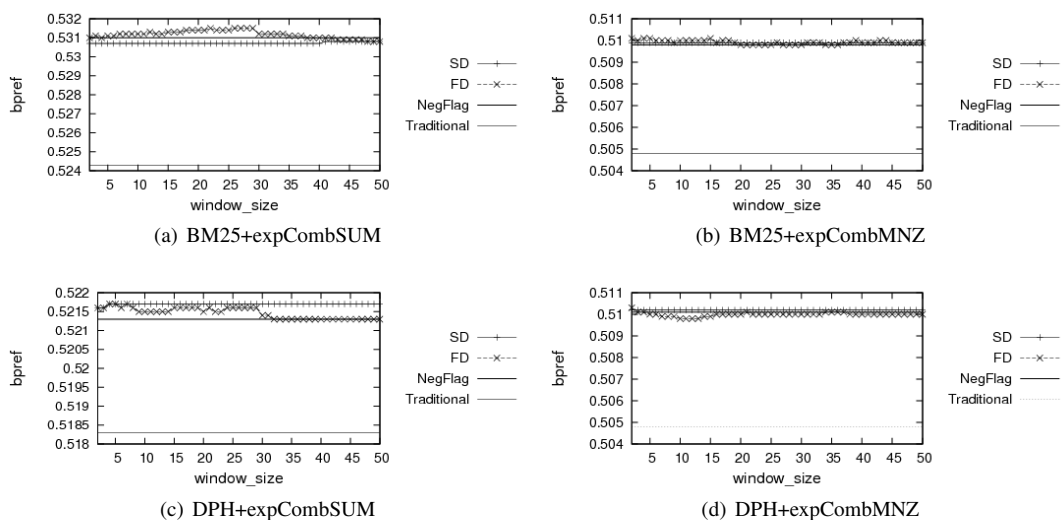 0.532
0.531
0.53
0.529
0.528
0.527
0.526
0.525
0.524
bpref
5 10 15 20 25 30 35 40 45 50
window_size
SD
FD
NegFlag
Traditional
(a) BM25+expCombSUM
0.511
0.51
0.509
0.508
0.507
0.506
0.505
0.504
bpref
5 10 15 20 25 30 35 40 45 50
window_size
SD
FD
NegFlag
Traditional
(b) BM25+expCombMNZ
0.522
0.5215
0.521
0.5205
0.52
0.5195
0.519
0.5185
0.518
bpref
5 10 15 20 25 30 35 40 45 50
window_size
SD
FD
NegFlag
Traditional
(c) DPH+expCombSUM
0.511
0.51
0.509
0.508
0.507
0.506
0.505
0.504
bpref
5 10 15 20 25 30 35 40 45 50
window_size
SD
FD
NegFlag
Traditional
(d) DPH+expCombMNZ